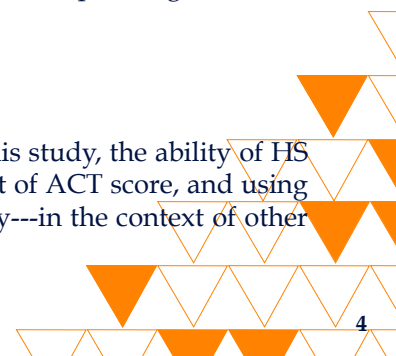 is study, the ability of HS
t of ACT score, and using
y---in the context of other
4